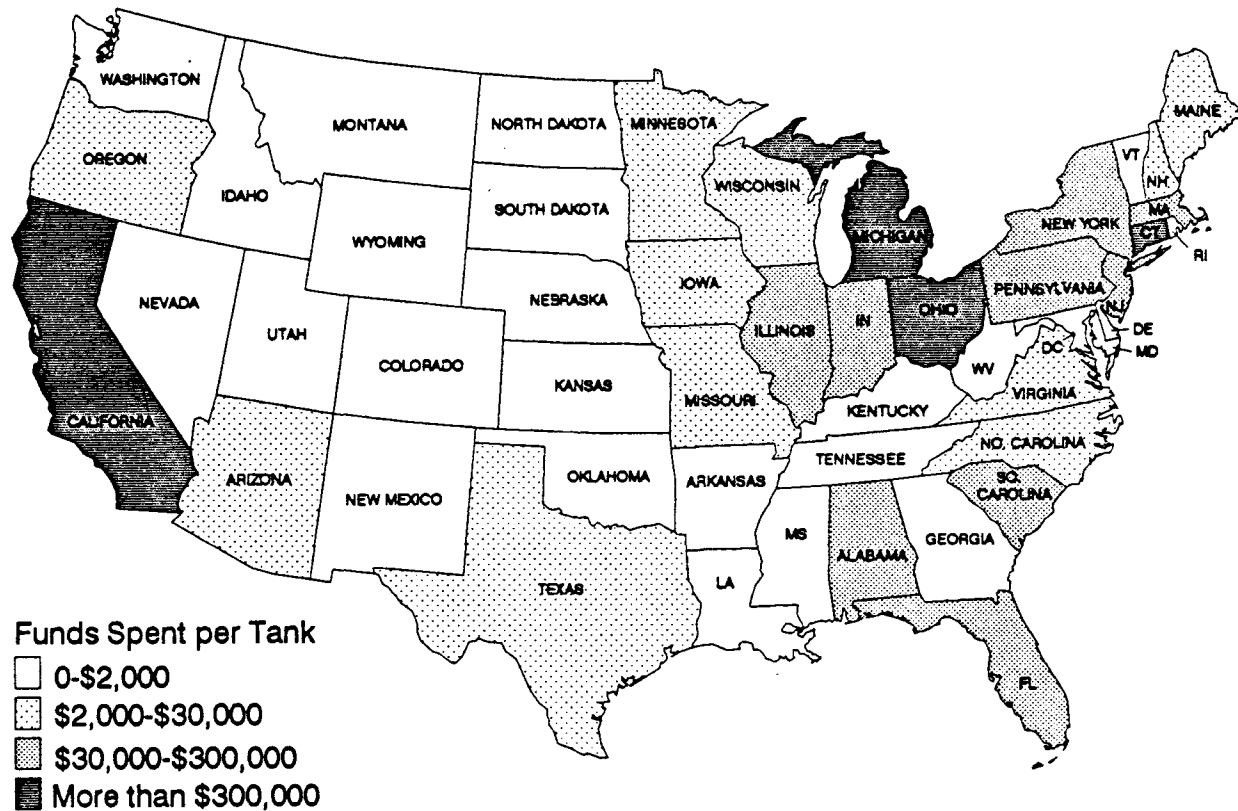 WASHINGTON
MONTANA
NORTH DAKOTA
MINNESOTA
MAINE
OREGON
IDAHO
SOUTH DAKOTA
WISCONSIN
VT
NH
WYOMING
MICHIGAN
NEW YORK
MA
CT
RI
NEVADA
UTAH
NEBRASKA
IOWA
PENNSYLVANIA
NJ
COLORADO
KANSAS
ILLINOIS
IN
OHIO
DE
MD
DC
WV
CALIFORNIA
MISSOURI
KENTUCKY
VIRGINIA
ARIZONA
NEW MEXICO
OKLAHOMA
ARKANSAS
TENNESSEE
NO. CAROLINA
SO.
CAROLINA
TEXAS
LA
MS
ALABAMA
GEORGIA
FL
Funds Spent per Tank
0-$2,000
$2,000-$30,000
$30,000-$300,000
More than $300,000